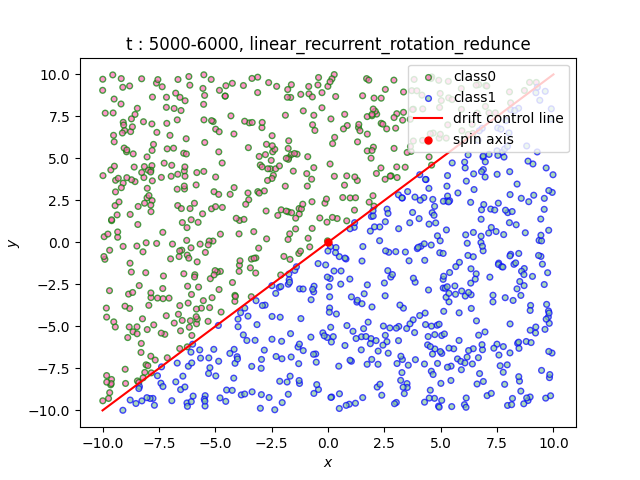 t : 5000-6000, linear_recurrent_rotation_redunce
class0
class1
drift control line
spin axis
10.0
7.5
5.0
2.5
0.0
−2.5
−5.0
−7.5
−10.0
y
−10.0 −7.5 −5.0 −2.5 0.0 2.5 5.0 7.5 10.0
x